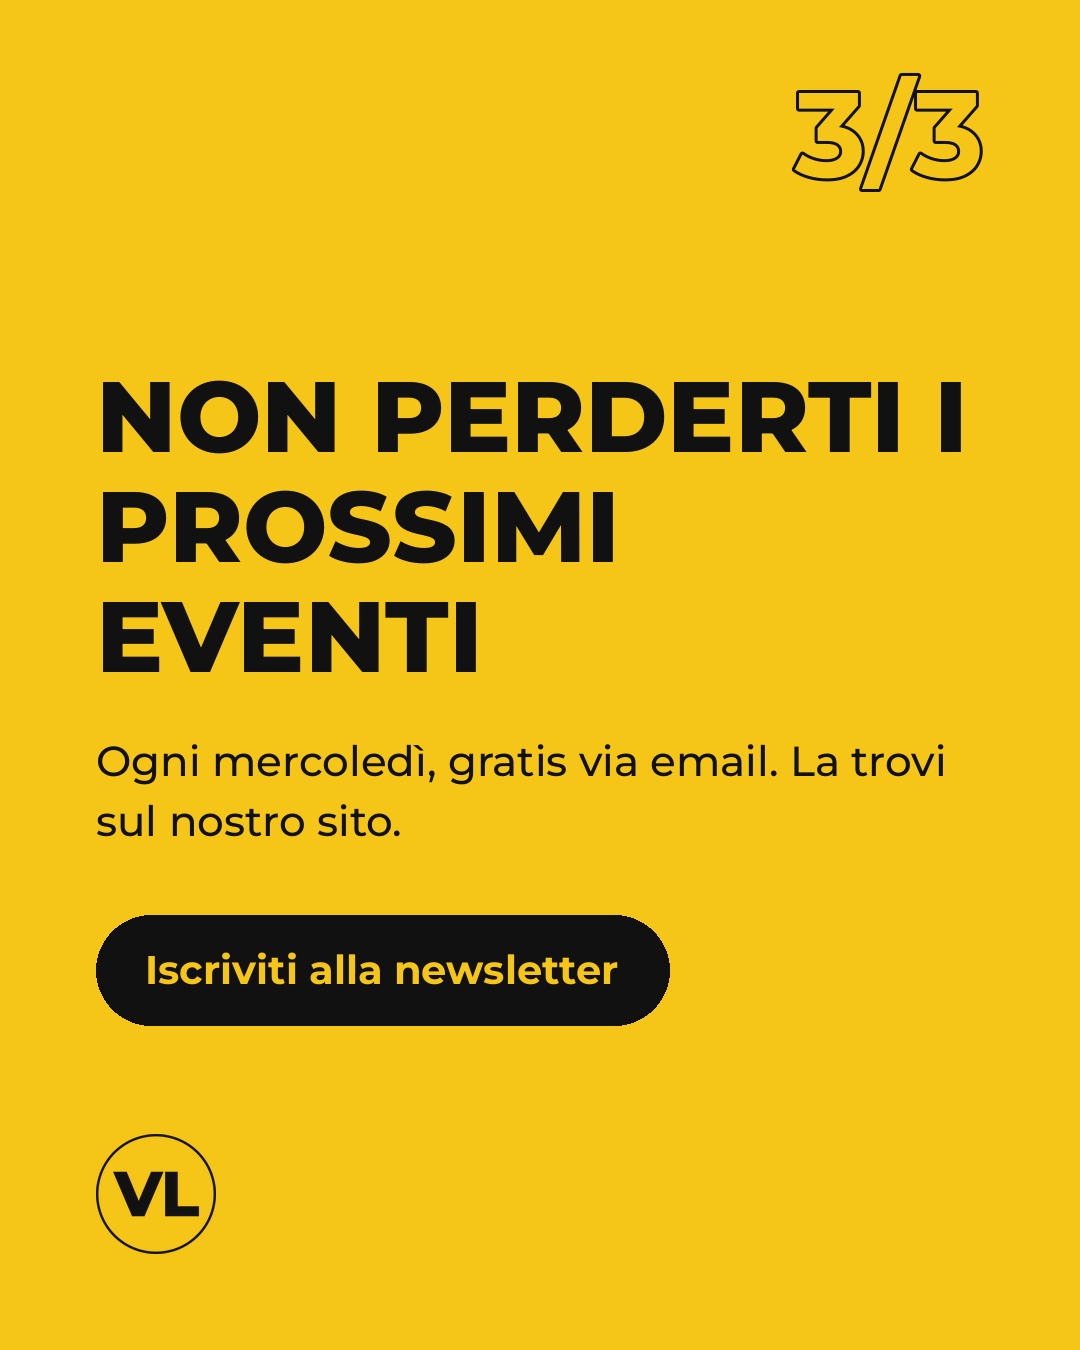 3/3
NON PERDERTI I
PROSSIMI
EVENTI
Ogni mercoledì, gratis via email. La trovi
sul nostro sito.
Iscriviti alla newsletter
VL